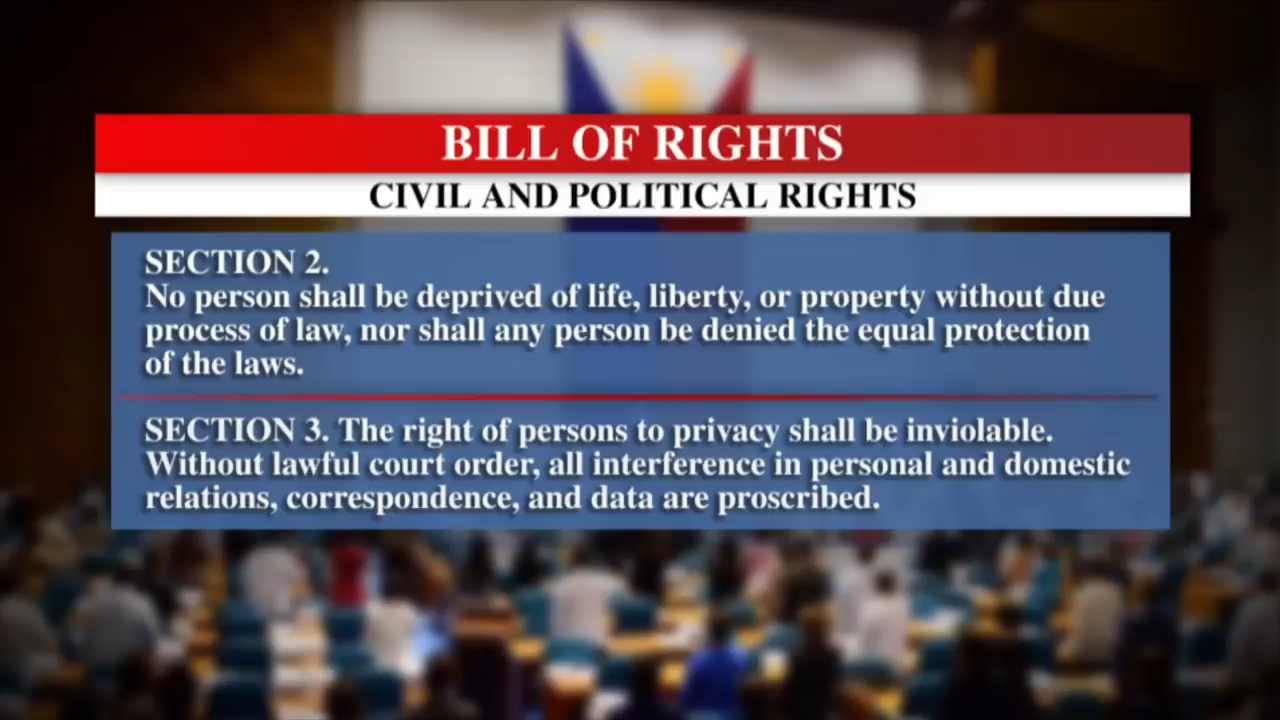 BILL OF RIGHTS
CIVIL AND POLITICAL RIGHTS
SECTION 2.
No person shall be deprived of life, liberty, or property without due
process of law, nor shall any person be denied the equal protection
of the laws.
SECTION 3. The right of persons to privacy shall be inviolable.
Without lawful court order, all interference in personal and domestic
relations, correspondence, and data are proscribed.